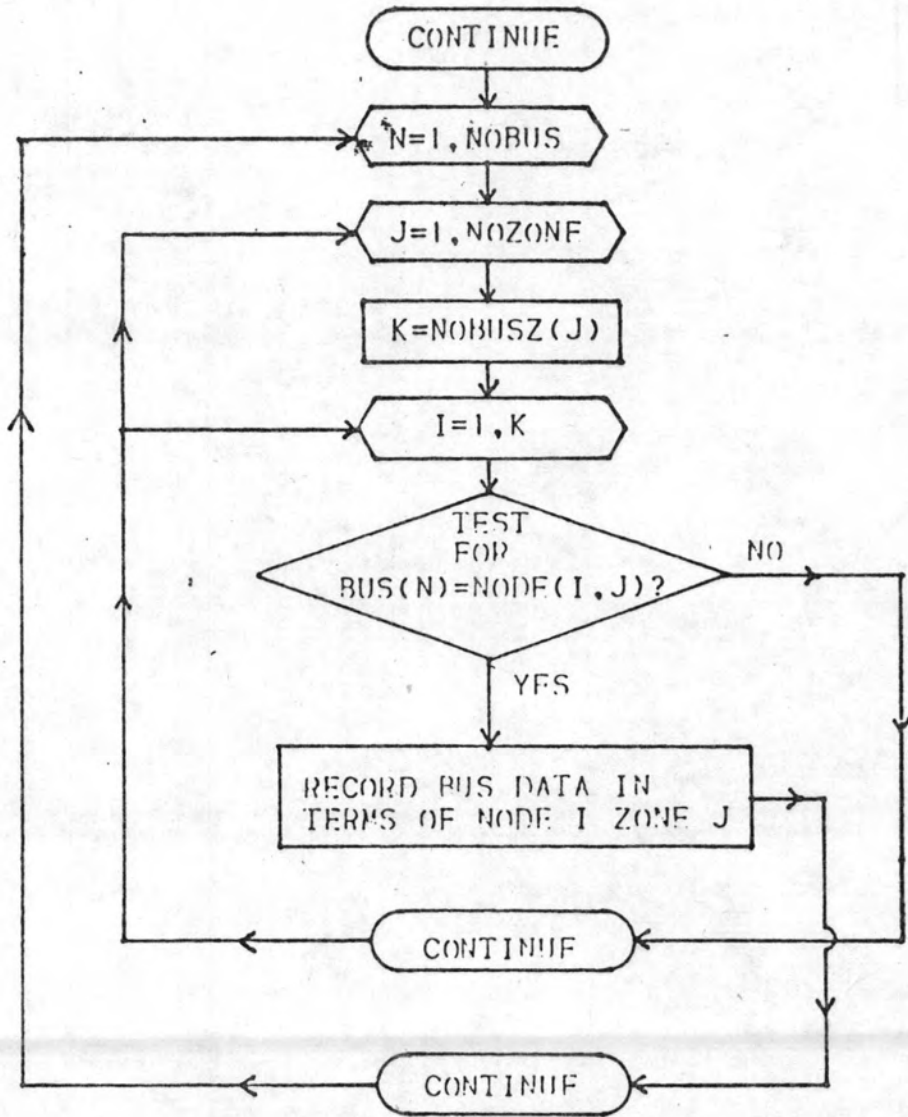 CONTINUE
N=1,NOBUS
J=1,NOZONE
K=NOBUSZ(J)
I=1,K
TEST
FOR
BUS(N)=NODE(I,J)?
NO
YES
RECORD BUS DATA IN
TERMS OF NODE I ZONE J
CONTINUE
CONTINUE